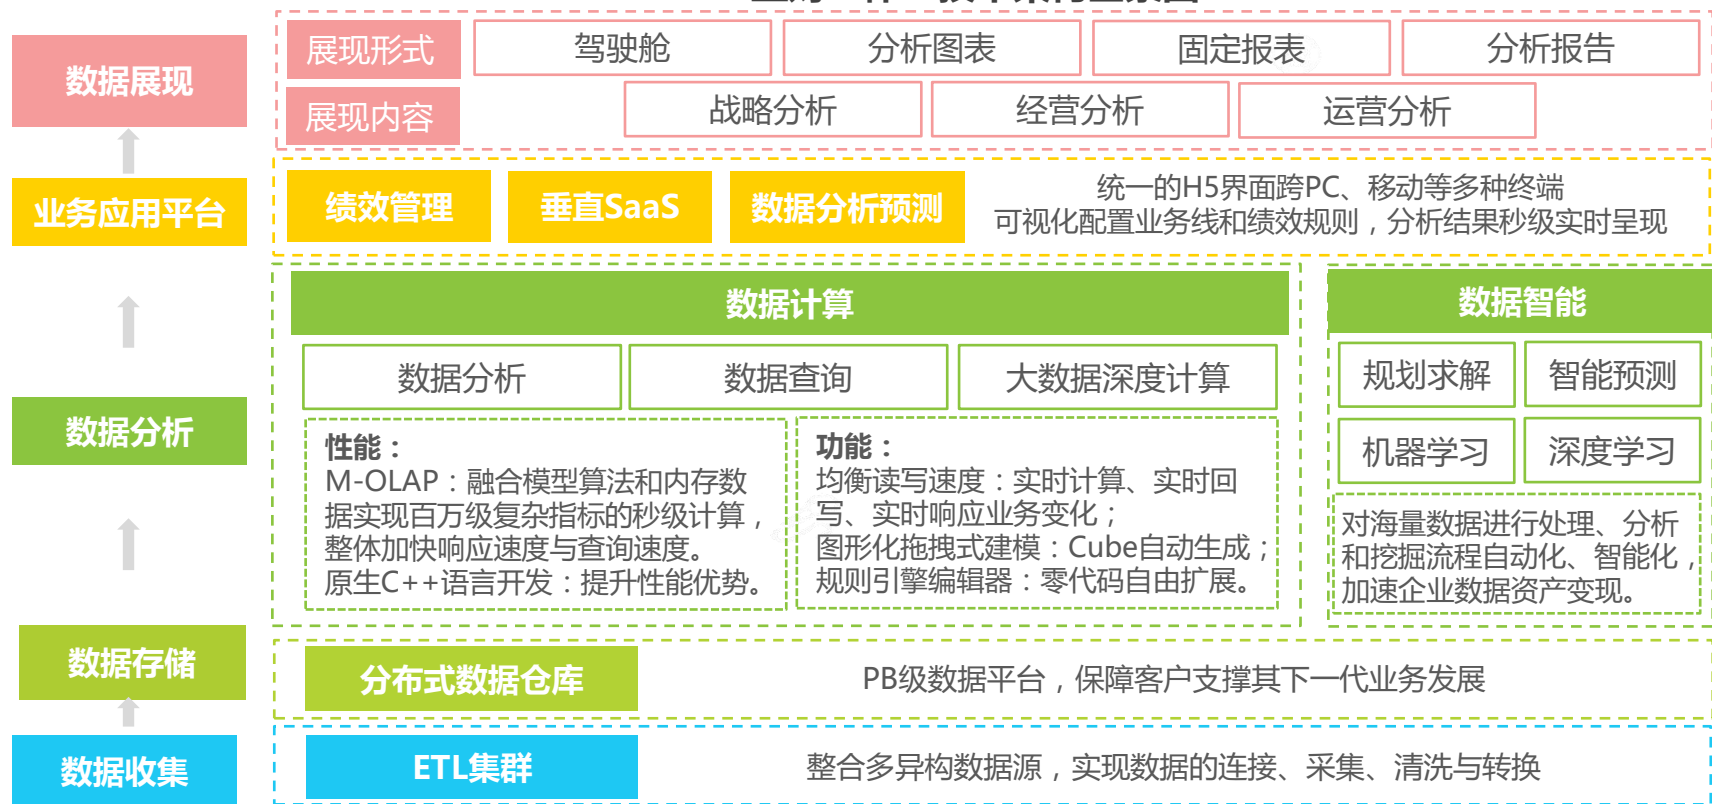 展现形式
驾驶舱
分析图表
固定报表
分析报告
数据展现
展现内容
战略分析
经营分析
运营分析
业务应用平台
绩效管理
垂直SaaS
数据分析预测
统一的H5界面跨PC、移动等多种终端
可视化配置业务线和绩效规则，分析结果秒级实时呈现
数据计算
数据智能
数据分析
数据查询
大数据深度计算
规划求解
智能预测
机器学习
深度学习
数据分析
性能：
M-OLAP：融合模型算法和内存数
据实现百万级复杂指标的秒级计算，
整体加快响应速度与查询速度。
原生C++语言开发：提升性能优势。
功能：
均衡读写速度：实时计算、实时回
写、实时响应业务变化；
图形化拖拽式建模：Cube自动生成；
规则引擎编辑器：零代码自由扩展。
对海量数据进行处理、分析
和挖掘流程自动化、智能化，
加速企业数据资产变现。
数据存储
分布式数据仓库
PB级数据平台，保障客户支撑其下一代业务发展
数据收集
ETL集群
整合多异构数据源，实现数据的连接、采集、清洗与转换